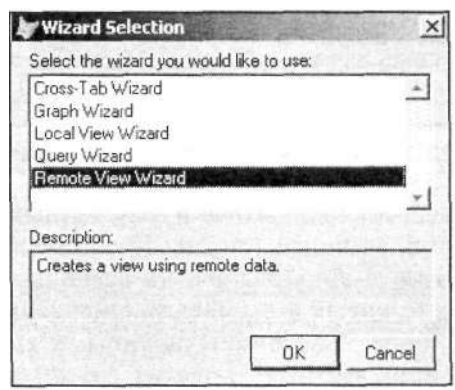 Wizard Selection
Select the wizard you would like to use:
Cross-Tab Wizard
Graph Wizard
Local View Wizard
Query Wizard
Remote View Wizard
Description:
Creates a view using remote data.
OK Cancel